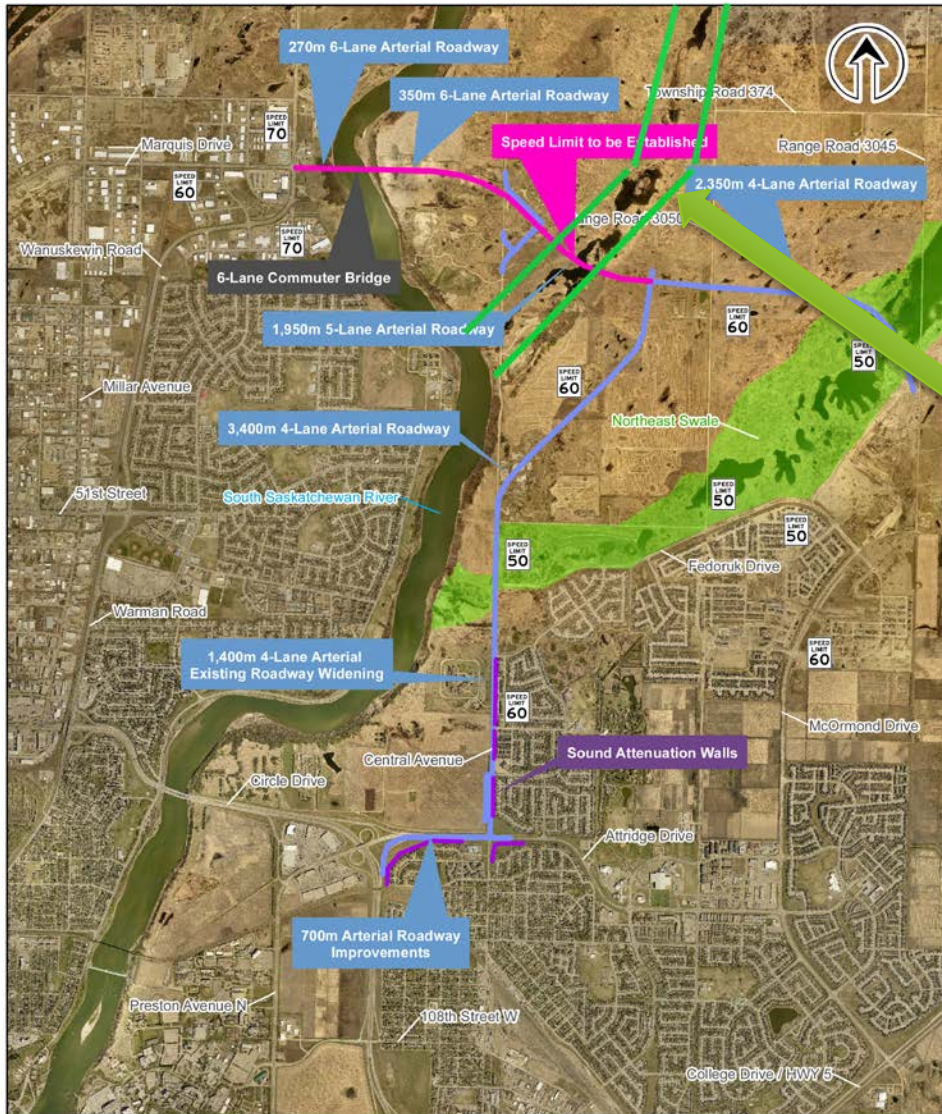 270m 6-Lane Arterial Roadway
350m 6-Lane Arterial Roadway
Township Road 374
SPEED
LIMIT
70
Marquis Drive
Speed Limit to be Established
Range Road 3045
SPEED
LIMIT
60
2,350m 4-Lane Arterial Roadway
Range Road 3050
SPEED
LIMIT
70
Wanuskewin Road
6-Lane Commuter Bridge
1,950m 5-Lane Arterial Roadway
SPEED
LIMIT
60
SPEED
LIMIT
50
Millar Avenue
SPEED
LIMIT
60
Northeast Swale
3,400m 4-Lane Arterial Roadway
South Saskatchewan River
51st Street
SPEED
LIMIT
50
SPEED
LIMIT
50
SPEED
LIMIT
50
Fedoruk Drive
Warman Road
1,400m 4-Lane Arterial
Existing Roadway Widening
SPEED
LIMIT
60
SPEED
LIMIT
60
McOrmond Drive
Central Avenue
Sound Attenuation Walls
Circle Drive
Attridge Drive
700m Arterial Roadway
Improvements
Preston Avenue N
108th Street W
College Drive / HWY 5